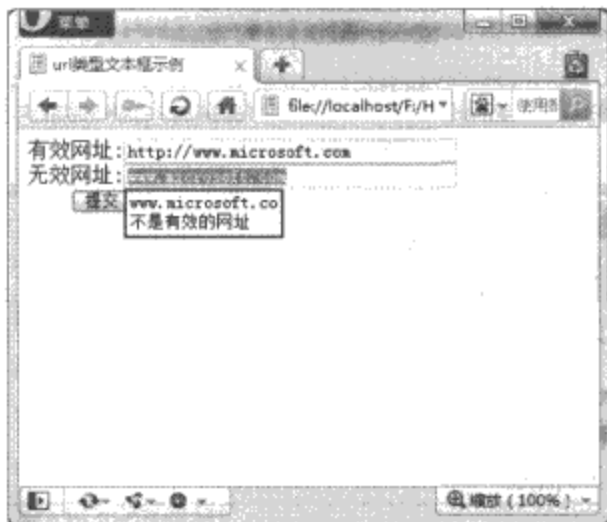 菜单
url类型文本框示例
file://localhost/F:/H
有效网址:http://www.microsoft.com
无效网址:
提交
www.microsoft.co
不是有效的网址
缩放 (100%)